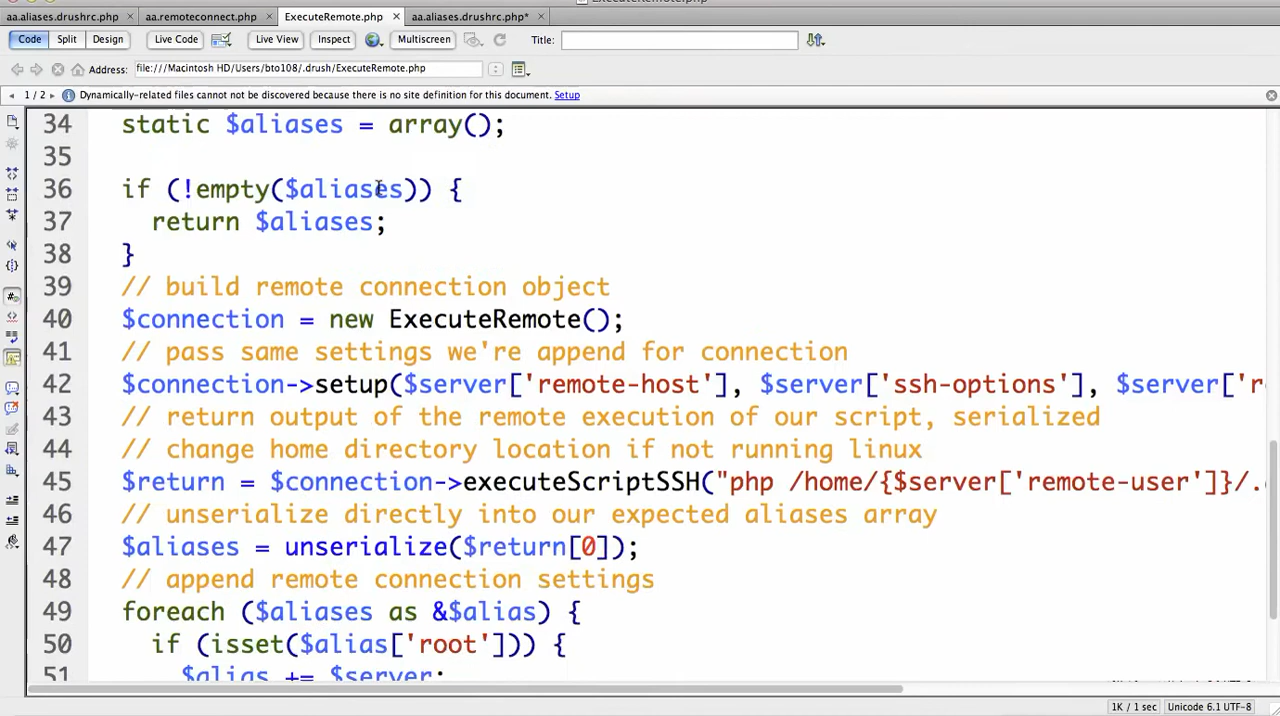 aa.aliases.drushrc.php
aa.remoteconnect.php
ExecuteRemote.php
aa.aliases.drushrc.php*
Code
Split
Design
Live Code
Live View
Inspect
Multiscreen
Title:
Address:
file:///Macintosh HD/Users/bto108/.drush/ExecuteRemote.php
1 / 2
Dynamically-related files cannot not be discovered because there is no site definition for this document. Setup
34 static $aliases = array();
35
36 if (!empty($aliases)) {
37 return $aliases;
38 }
39 // build remote connection object
40 $connection = new ExecuteRemote();
41 // pass same settings we're append for connection
42 $connection->setup($server['remote-host'], $server['ssh-options'], $server['r
43 // return output of the remote execution of our script, serialized
44 // change home directory location if not running linux
45 $return = $connection->executeScriptSSH("php /home/{$server['remote-user']}/.
46 // unserialize directly into our expected aliases array
47 $aliases = unserialize($return[0]);
48 // append remote connection settings
49 foreach ($aliases as &$alias) {
50 if (isset($alias['root'])) {
51 $alias += $server;
1K / 1 sec
Unicode 6.1 UTF-8